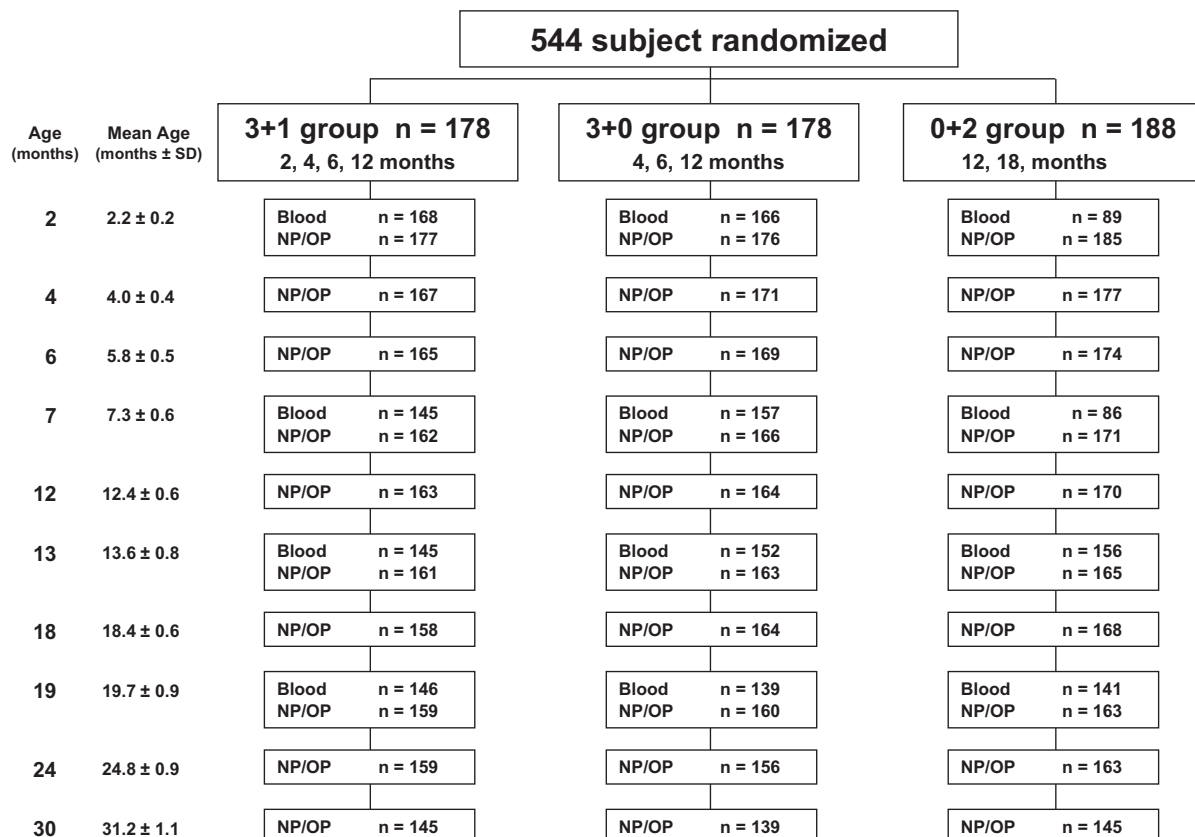 544 subject randomized
3+1 group n = 178
2, 4, 6, 12 months
3+0 group n = 178
4, 6, 12 months
0+2 group n = 188
12, 18, months
Age
(months)
Mean Age
(months ± SD)
2 2.2 ± 0.2
Blood n = 168
NP/OP n = 177
Blood n = 166
NP/OP n = 176
Blood n = 89
NP/OP n = 185
4 4.0 ± 0.4 NP/OP n = 167 NP/OP n = 171 NP/OP n = 177
6 5.8 ± 0.5 NP/OP n = 165 NP/OP n = 169 NP/OP n = 174
7 7.3 ± 0.6
Blood n = 145
NP/OP n = 162
Blood n = 157
NP/OP n = 166
Blood n = 86
NP/OP n = 171
12 12.4 ± 0.6 NP/OP n = 163 NP/OP n = 164 NP/OP n = 170
13 13.6 ± 0.8
Blood n = 145
NP/OP n = 161
Blood n = 152
NP/OP n = 163
Blood n = 156
NP/OP n = 165
18 18.4 ± 0.6 NP/OP n = 158 NP/OP n = 164 NP/OP n = 168
19 19.7 ± 0.9
Blood n = 146
NP/OP n = 159
Blood n = 139
NP/OP n = 160
Blood n = 141
NP/OP n = 163
24 24.8 ± 0.9 NP/OP n = 159 NP/OP n = 156 NP/OP n = 163
30 31.2 ± 1.1 NP/OP n = 145 NP/OP n = 139 NP/OP n = 145